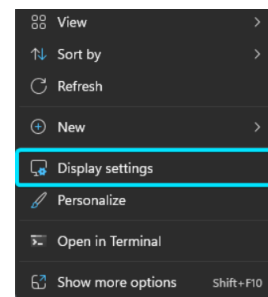 View
Sort by
Refresh
New
Display settings
Personalize
Open in Terminal
Show more options Shift+F10